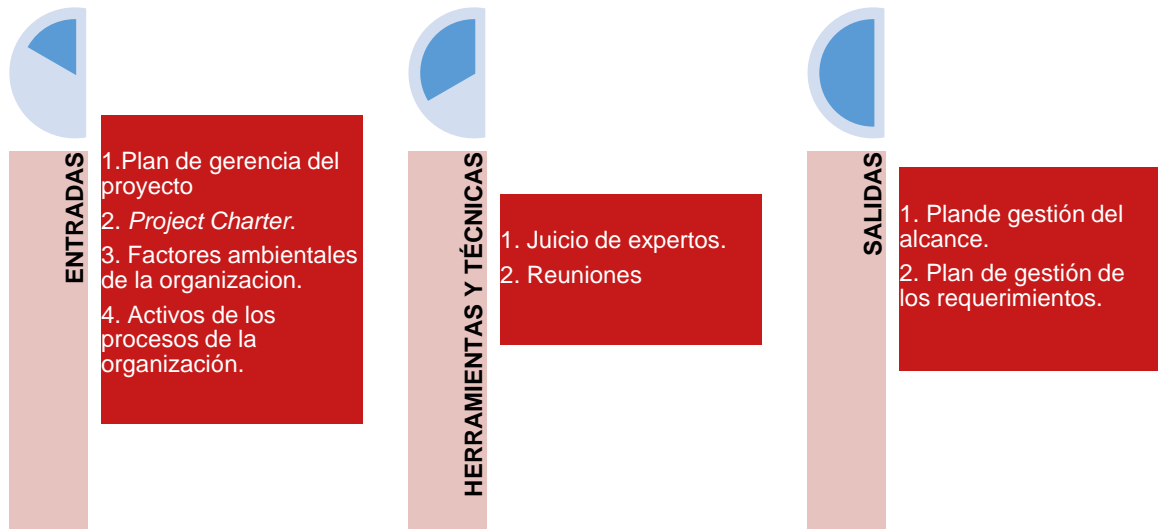 ENTRADAS
1.Plan de gerencia del
proyecto
2. Project Charter.
3. Factores ambientales
de la organizacion.
4. Activos de los
procesos de la
organización.
HERRAMIENTAS Y TÉCNICAS
1. Juicio de expertos.
2. Reuniones
SALIDAS
1. Plande gestión del
alcance.
2. Plan de gestión de
los requerimientos.